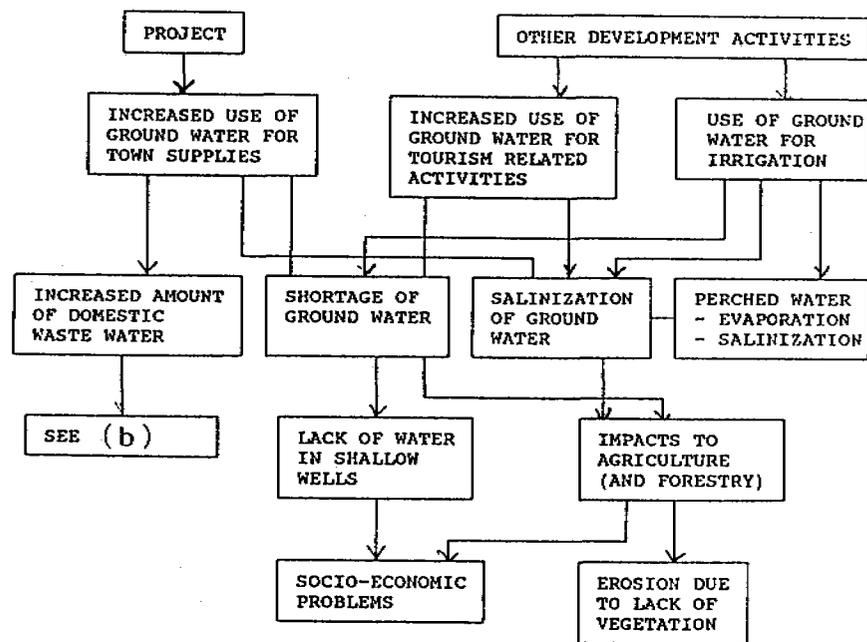 PROJECT
OTHER DEVELOPMENT ACTIVITIES
INCREASED USE OF
GROUND WATER FOR
TOWN SUPPLIES
INCREASED USE OF
GROUND WATER FOR
TOURISM RELATED
ACTIVITIES
USE OF GROUND
WATER FOR
IRRIGATION
INCREASED AMOUNT
OF DOMESTIC
WASTE WATER
SHORTAGE OF
GROUND WATER
SALINIZATION
OF GROUND
WATER
PERCHED WATER
- EVAPORATION
- SALINIZATION
SEE (b)
LACK OF WATER
IN SHALLOW
WELLS
IMPACTS TO
AGRICULTURE
(AND FORESTRY)
SOCIO-ECONOMIC
PROBLEMS
EROSION DUE
TO LACK OF
VEGETATION